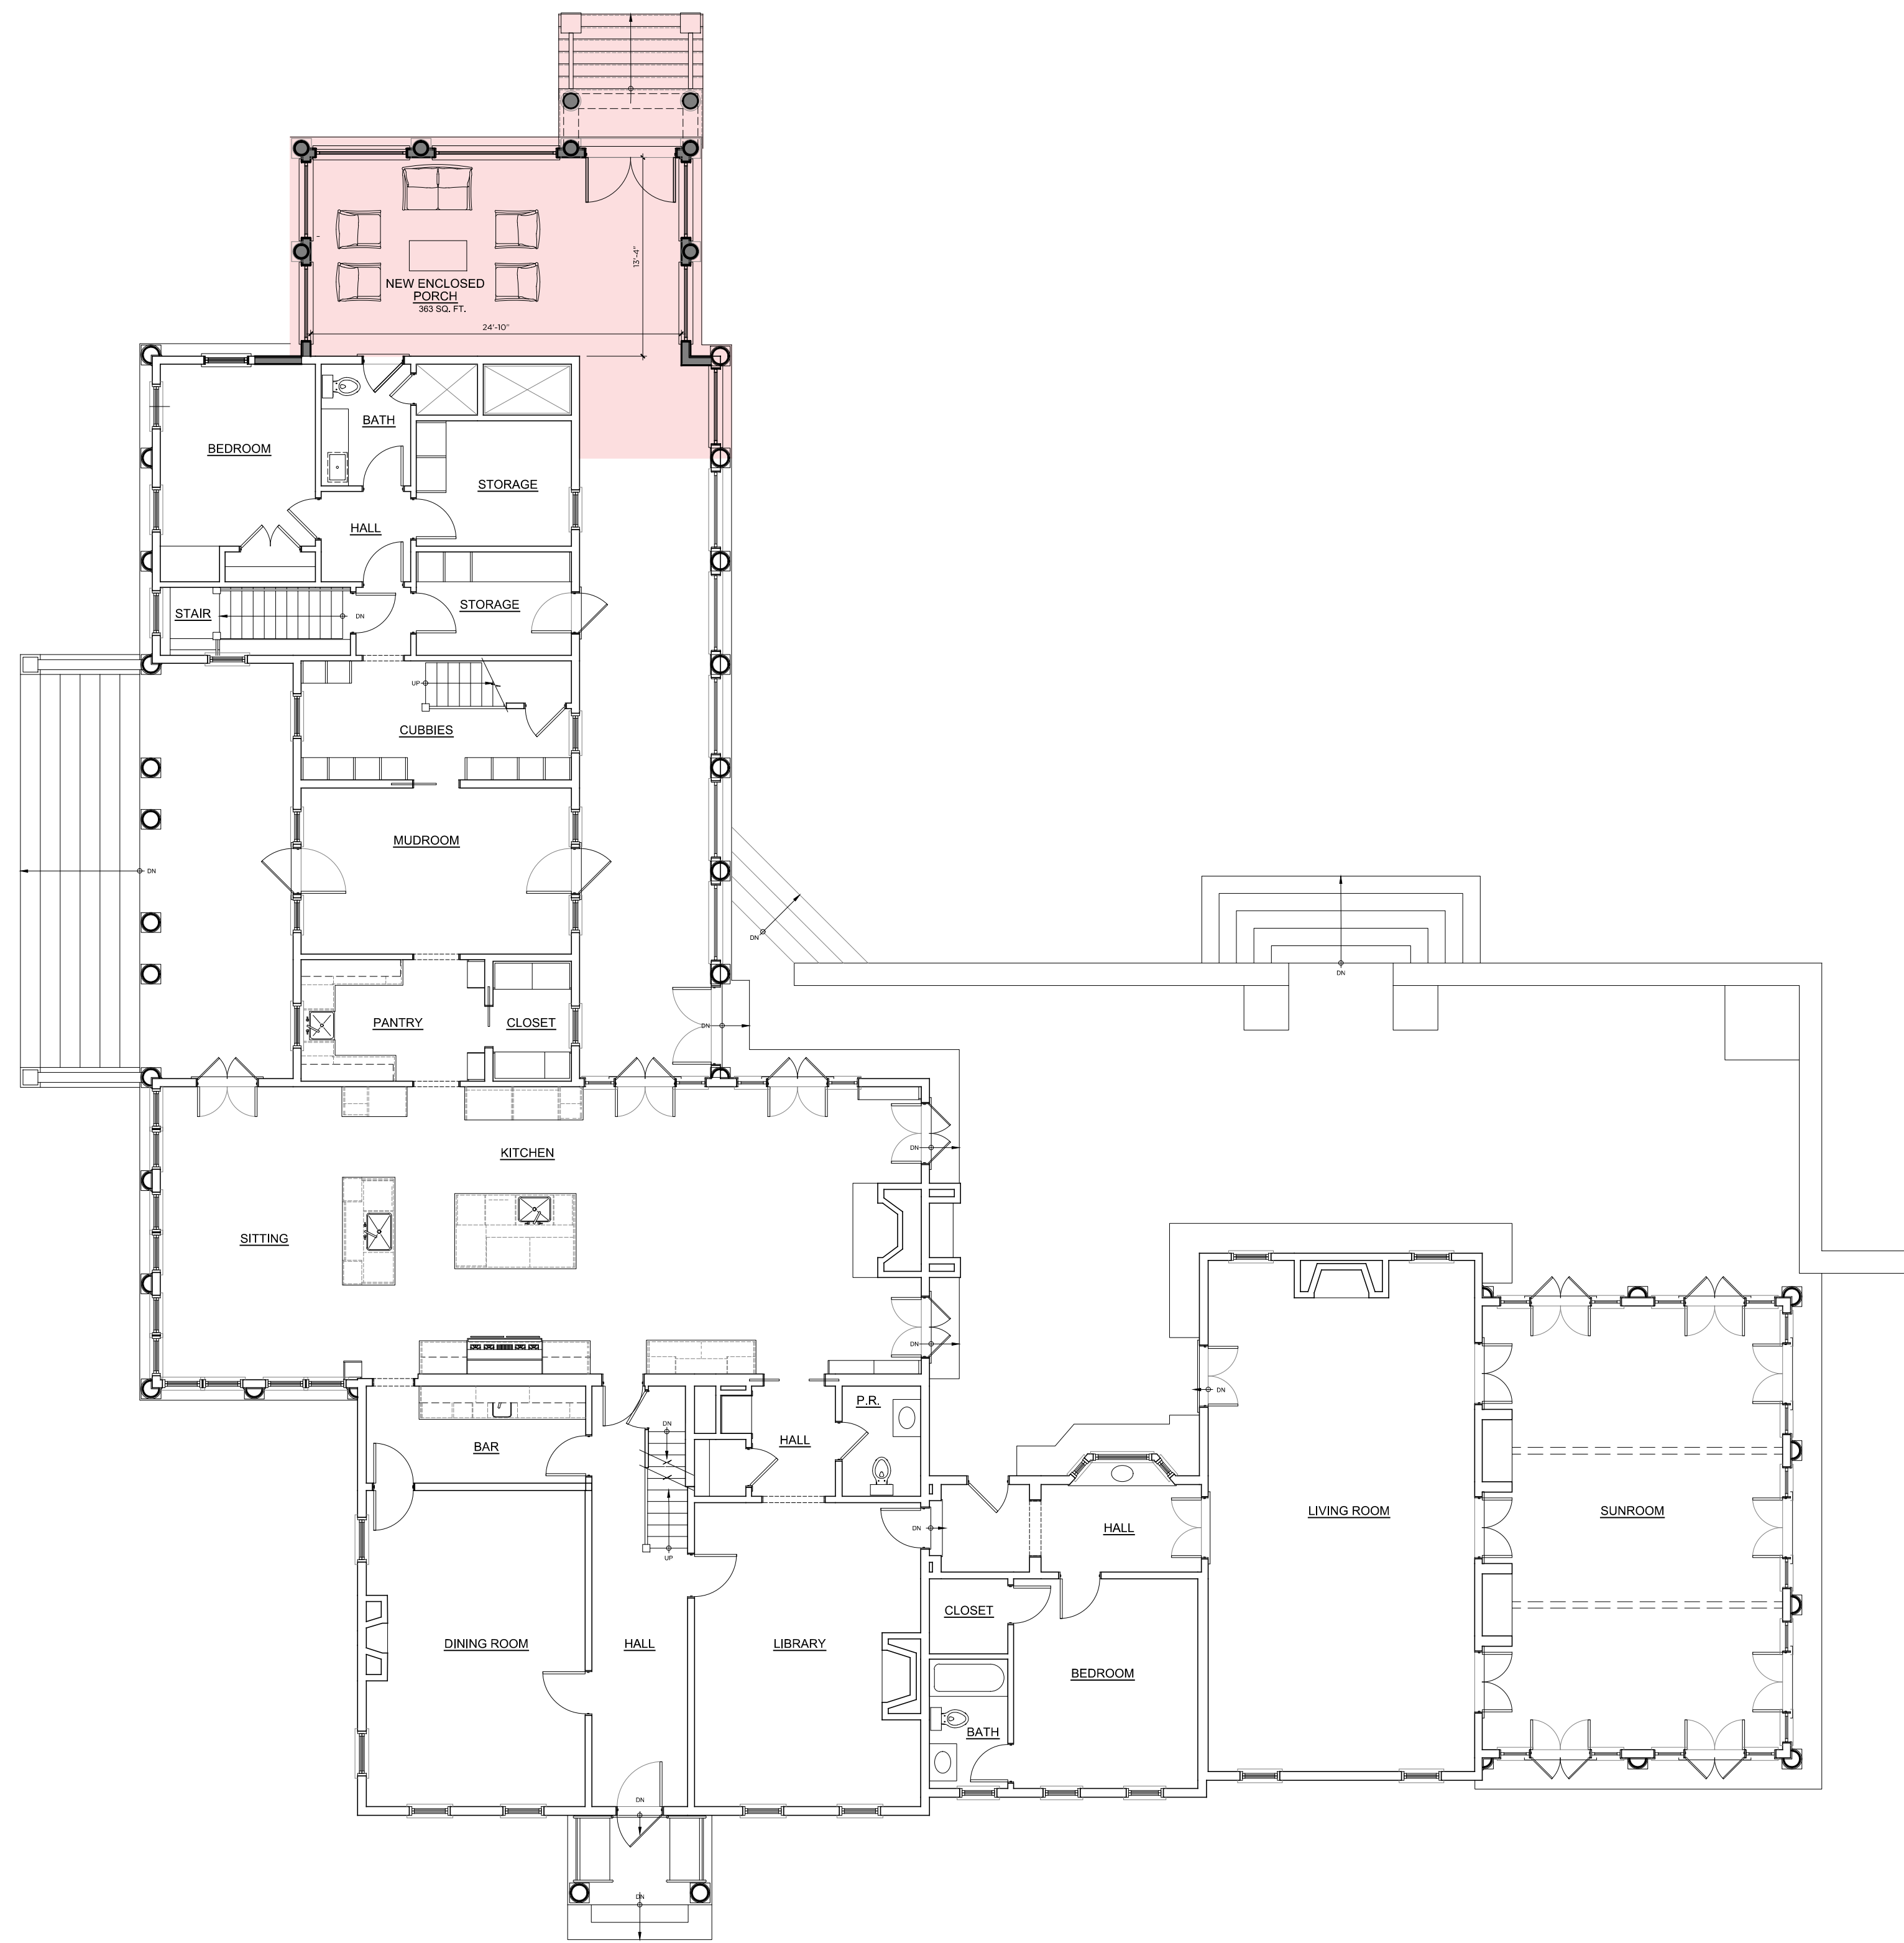 13'-4"
NEW ENCLOSED
PORCH
363 SQ. FT.
24'-10"
BATH
BEDROOM
STORAGE
HALL
STORAGE
STAIR
DN
UP
CUBBIES
MUDROOM
DN
DN
DN
PANTRY
CLOSET
DN
KITCHEN
DN
SITTING
DN
DN
P.R.
DN
HALL
BAR
LIVING ROOM
SUNROOM
DN
HALL
UP
CLOSET
DINING ROOM
HALL
LIBRARY
BEDROOM
BATH
DN
DN